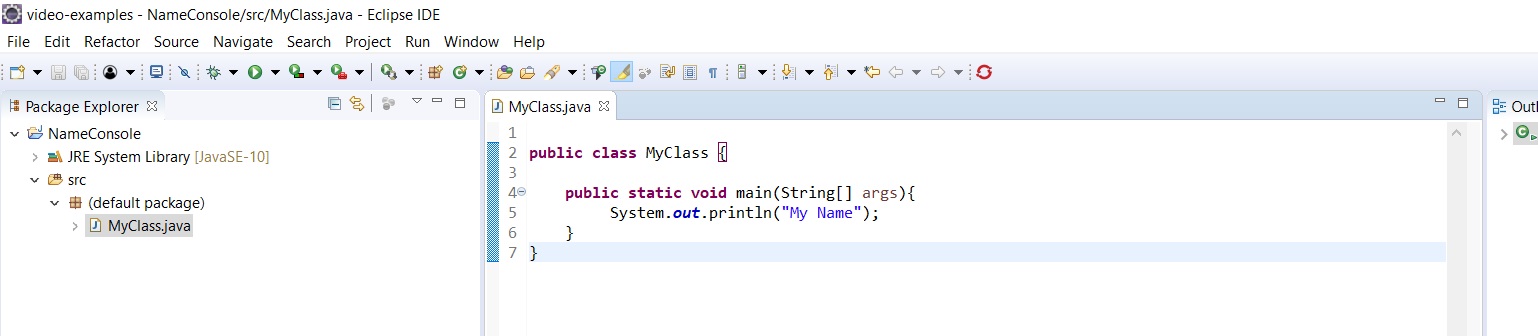 video-examples - NameConsole/src/MyClass.java - Eclipse IDE
File Edit Refactor Source Navigate Search Project Run Window Help
Package Explorer
NameConsole
JRE System Library [JavaSE-10]
src
(default package)
MyClass.java
MyClass.java
1
2 public class MyClass {
3
4 public static void main(String[] args){
5 System.out.println("My Name");
6 }
7 }
Outl